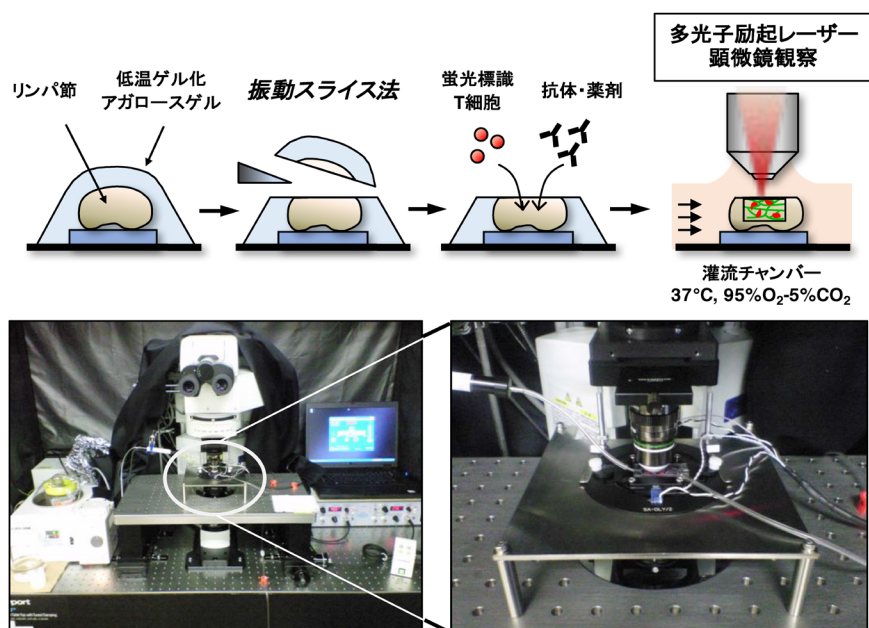 多光子励起レーザー
顕微鏡観察
リンパ節
低温ゲル化
アガロースゲル
振動スライス法
蛍光標識
T細胞
抗体・薬剤
灌流チャンバー
37°C, 95%O₂-5%CO₂
port